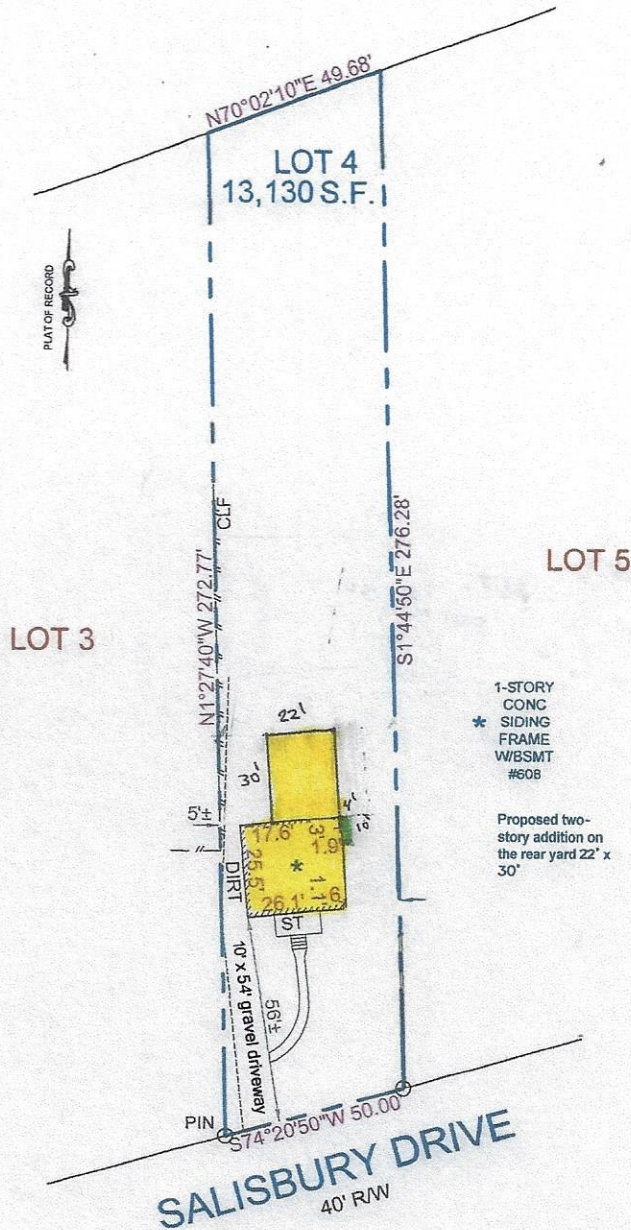 N70°02'10"E 49.68'
LOT 4
13,130 S.F.
PLAT OF RECORD
CLF
N1°27'40"W 272.77'
S1°44'50"E 276.28'
LOT 5
LOT 3
1-STORY
CONC
* SIDING
FRAME
W/BSMT
#608
22'
30'
Proposed two-
story addition on
the rear yard 22' x
30'
5'±
4'
10'
17.6'
3'
1.9'
DIRT
25.5'
*
1.1'
26.1'
6
ST
10' x 54' gravel driveway
56'±
PIN
S74°20'50"W 50.00'
SALISBURY DRIVE
40' R/W